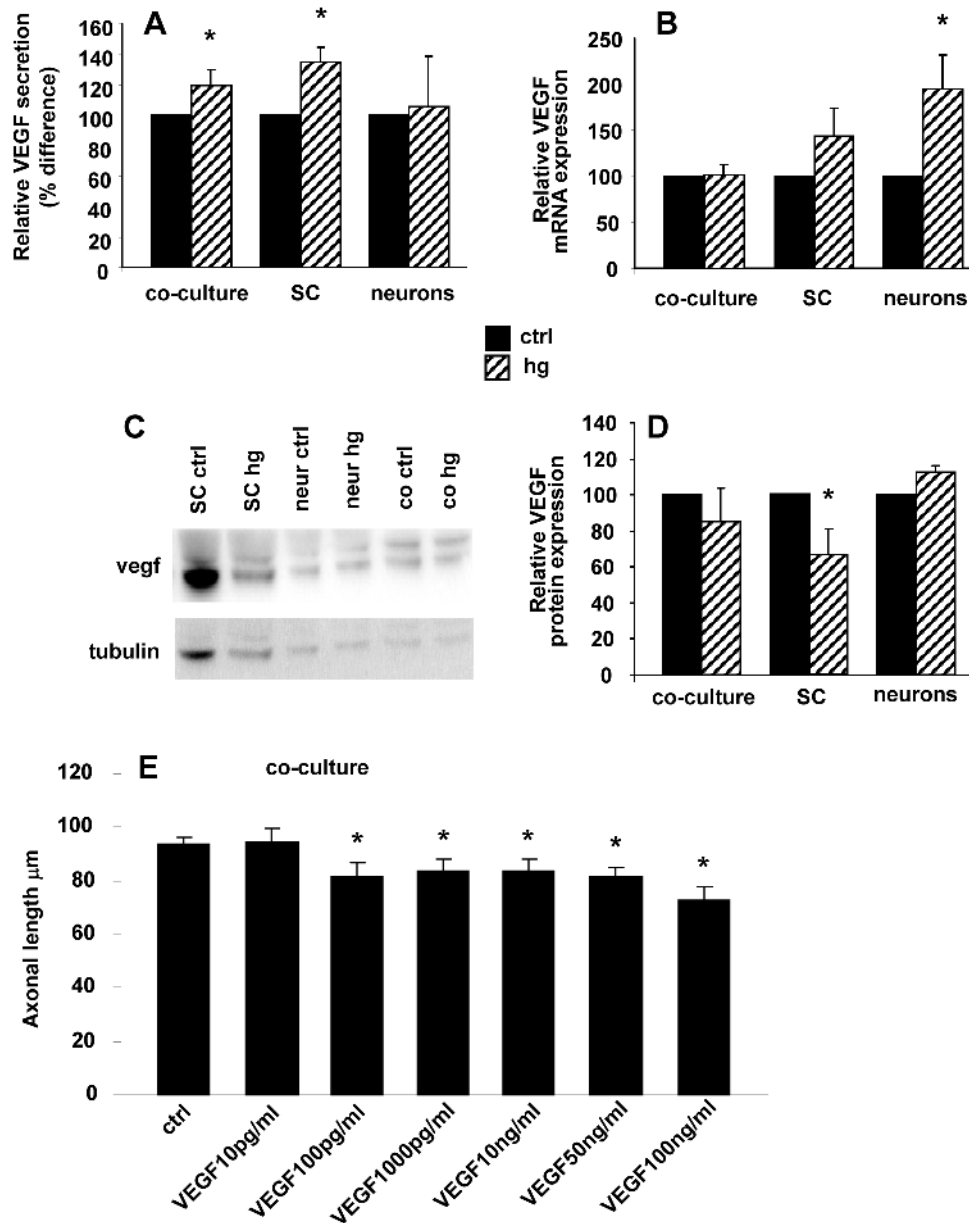 A
Relative VEGF secretion
(% difference)
160
140
120
100
80
60
40
20
0
*
*
co-culture
SC
neurons
B
Relative VEGF
mRNA expression
250
200
150
100
50
0
*
co-culture
SC
neurons
ctrl
hg
C
SC ctrl
SC hg
neur ctrl
neur hg
co ctrl
co hg
vegf
tubulin
D
Relative VEGF
protein expression
140
120
100
80
60
40
20
0
*
co-culture
SC
neurons
E
co-culture
Axonal length μm
120
100
80
60
40
20
0
*
*
*
*
*
ctrl
VEGF10pg/ml
VEGF100pg/ml
VEGF1000pg/ml
VEGF10ng/ml
VEGF50ng/ml
VEGF100ng/ml